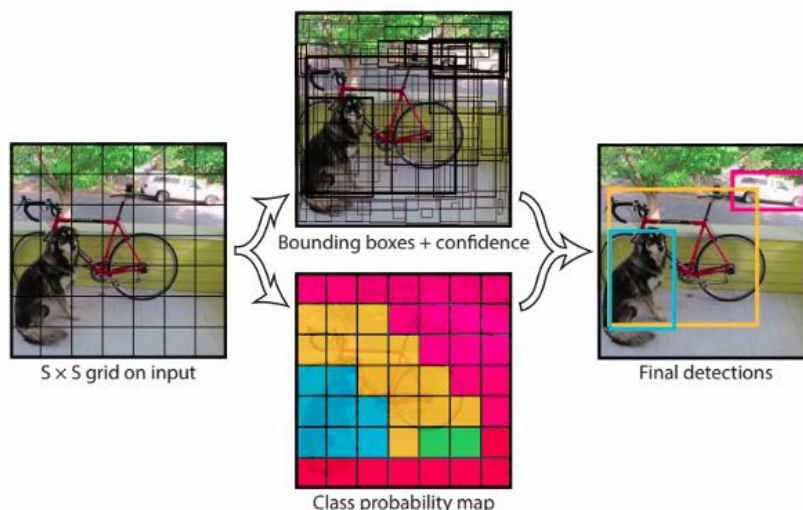 S × S grid on input
Bounding boxes + confidence
Class probability map
Final detections